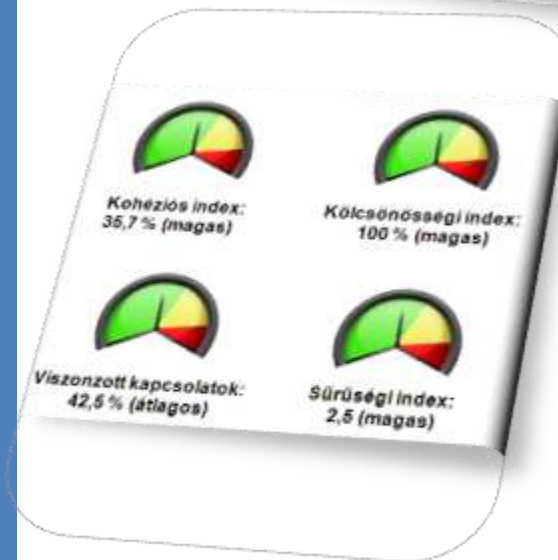 Kohéziós index:
35,7 % (magas)
Kölcsönösségi index:
100 % (magas)
Viszonzott kapcsolatok:
42,5 % (átlagos)
Sűrűségi index:
2,5 (magas)